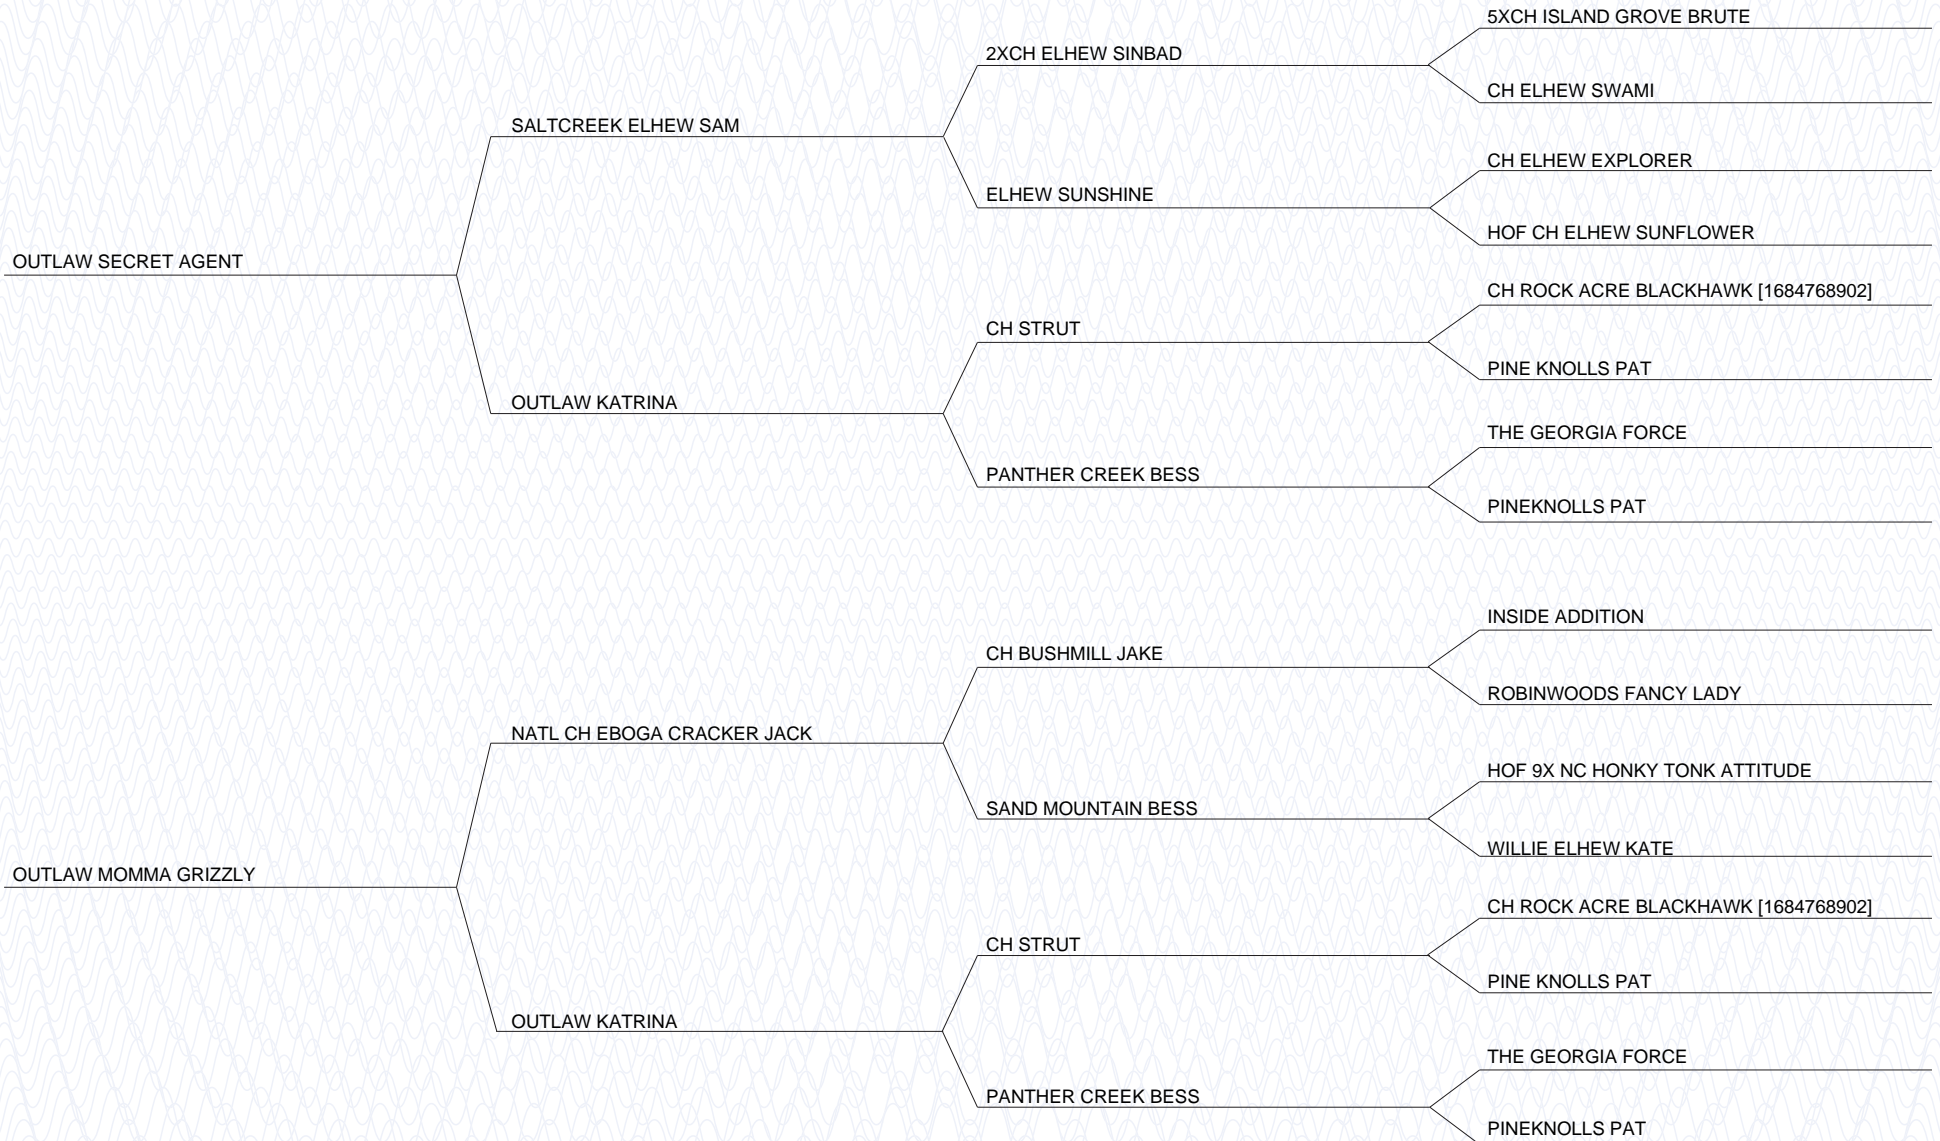 5XCH ISLAND GROVE BRUTE
2XCH ELHEW SINBAD
CH ELHEW SWAMI
SALTCREEK ELHEW SAM
CH ELHEW EXPLORER
ELHEW SUNSHINE
HOF CH ELHEW SUNFLOWER
OUTLAW SECRET AGENT
CH ROCK ACRE BLACKHAWK [1684768902]
CH STRUT
PINE KNOLLS PAT
OUTLAW KATRINA
THE GEORGIA FORCE
PANTHER CREEK BESS
PINEKNOLLS PAT
INSIDE ADDITION
CH BUSHMILL JAKE
ROBINWOODS FANCY LADY
NATL CH EBOGA CRACKER JACK
HOF 9X NC HONKY TONK ATTITUDE
SAND MOUNTAIN BESS
WILLIE ELHEW KATE
OUTLAW MOMMA GRIZZLY
CH ROCK ACRE BLACKHAWK [1684768902]
CH STRUT
PINE KNOLLS PAT
OUTLAW KATRINA
THE GEORGIA FORCE
PANTHER CREEK BESS
PINEKNOLLS PAT